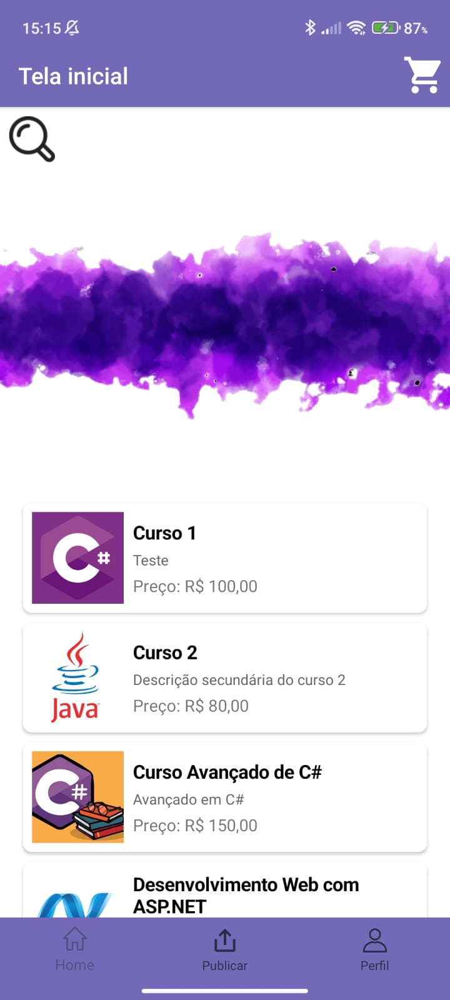 15:15
87%
Tela inicial
C#
Curso 1
Teste
Preço: R$ 100,00
Java
Curso 2
Descrição secundária do curso 2
Preço: R$ 80,00
C#
Curso Avançado de C#
Avançado em C#
Preço: R$ 150,00
Desenvolvimento Web com
ASP.NET
Home
Publicar
Perfil